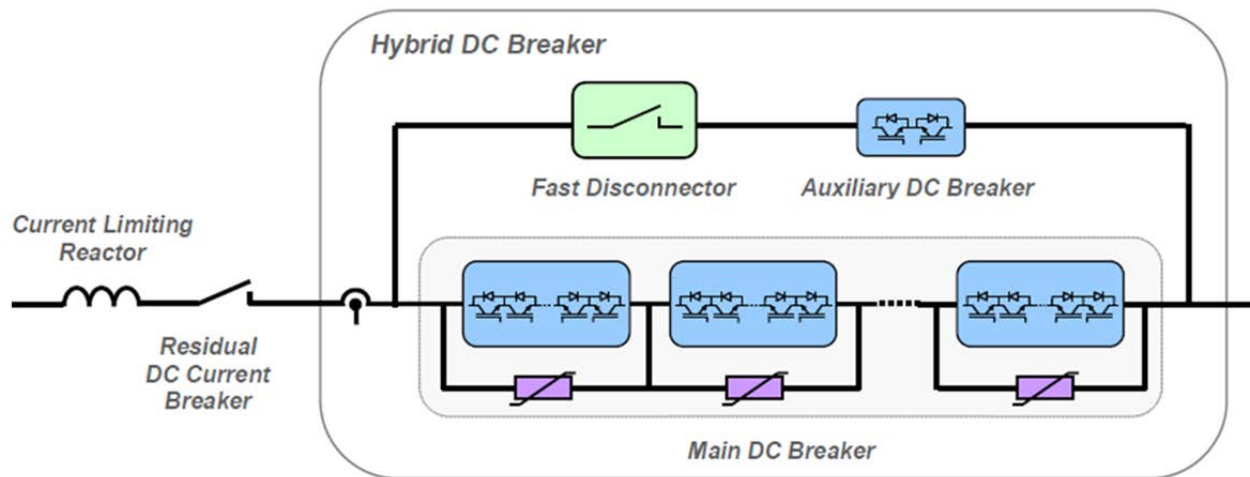 Hybrid DC Breaker
Fast Disconnector
Auxiliary DC Breaker
Current Limiting
Reactor
Residual
DC Current
Breaker
Main DC Breaker